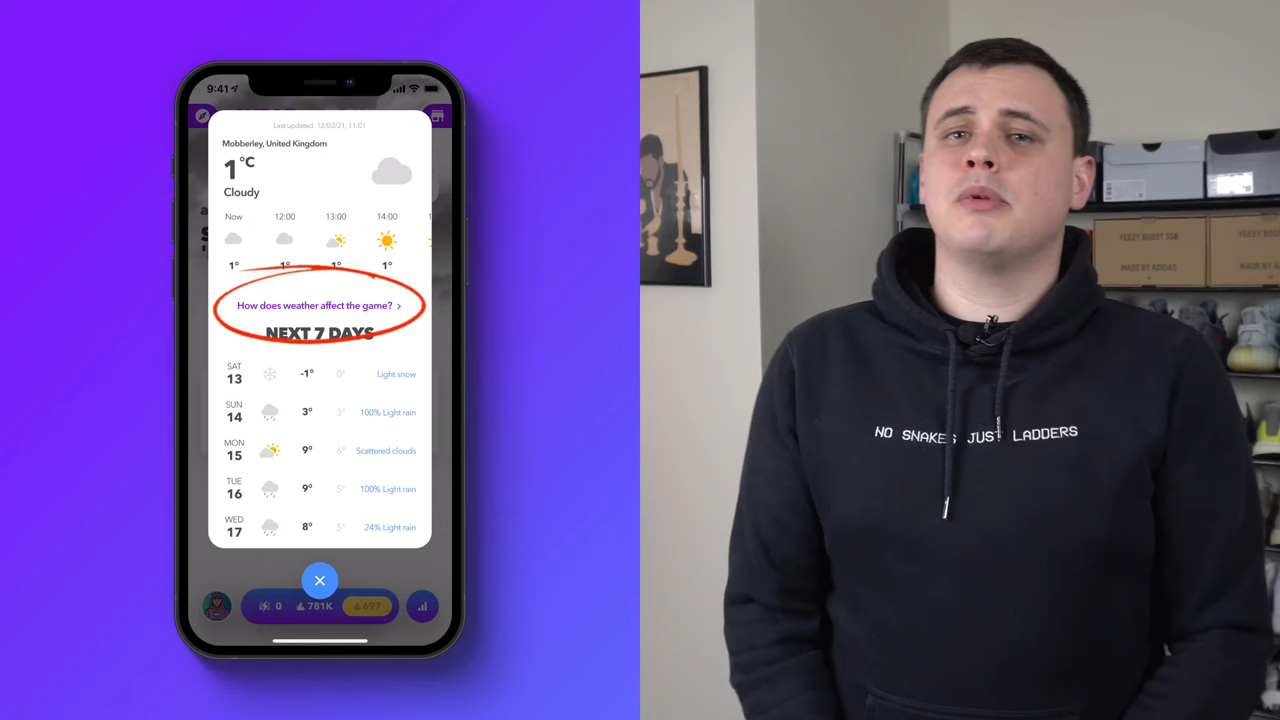 9:41
Last updated: 12/02/21, 11:01
Mobberley, United Kingdom
1°C
Cloudy
Now 12:00 13:00 14:00
1° 1° 1° 1°
How does weather affect the game? >
NEXT 7 DAYS
SAT 13 -1° 0° Light snow
SUN 14 3° 3° 100% Light rain
MON 15 9° 6° Scattered clouds
TUE 16 9° 5° 100% Light rain
WED 17 8° 5° 24% Light rain
0 781K 697
NO SNAKES JUST LADDERS
YEEZY BOOST 350
MADE BY ADIDAS
YEEZY BOOST
MADE BY